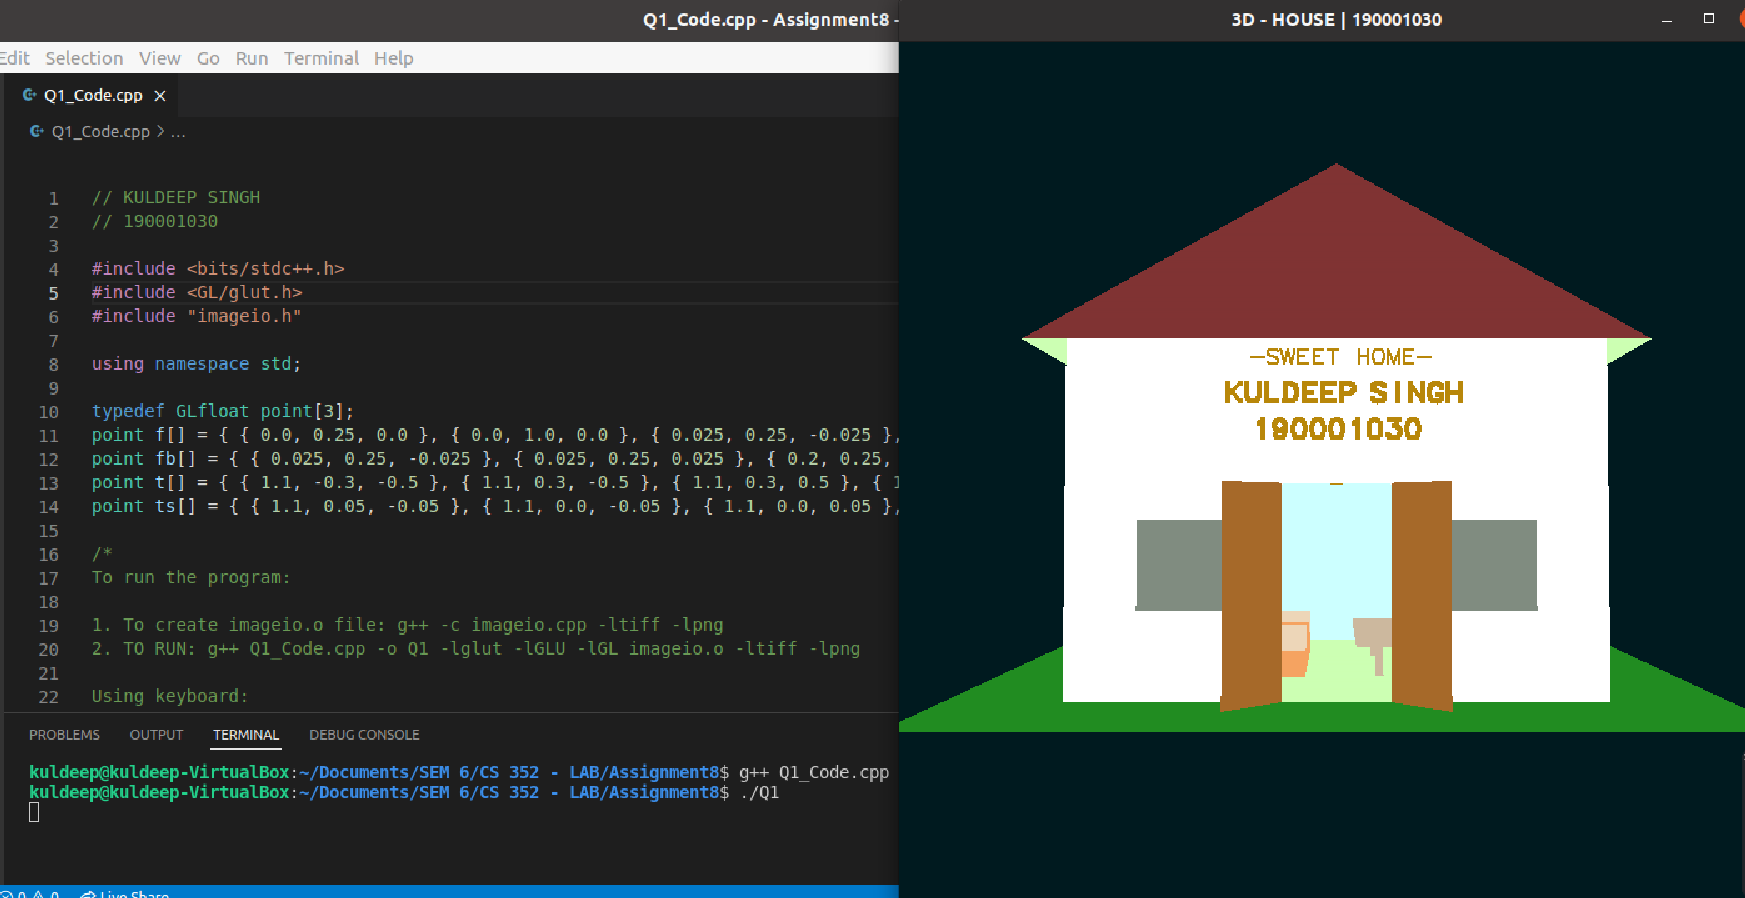 Q1_Code.cpp - Assignment8 -
Edit Selection View Go Run Terminal Help
Q1_Code.cpp ×
Q1_Code.cpp > ...
1 // KULDEEP SINGH
2 // 190001030
3
4 #include <bits/stdc++.h>
5 #include <GL/glut.h>
6 #include "imageio.h"
7
8 using namespace std;
9
10 typedef GLfloat point[3];
11 point f[] = { { 0.0, 0.25, 0.0 }, { 0.0, 1.0, 0.0 }, { 0.025, 0.25, -0.025 },
12 point fb[] = { { 0.025, 0.25, -0.025 }, { 0.025, 0.25, 0.025 }, { 0.2, 0.25,
13 point t[] = { { 1.1, -0.3, -0.5 }, { 1.1, 0.3, -0.5 }, { 1.1, 0.3, 0.5 }, { 1
14 point ts[] = { { 1.1, 0.05, -0.05 }, { 1.1, 0.0, -0.05 }, { 1.1, 0.0, 0.05 },
15
16 /*
17 To run the program:
18
19 1. To create imageio.o file: g++ -c imageio.cpp -ltiff -lpng
20 2. TO RUN: g++ Q1_Code.cpp -o Q1 -lglut -lGLU -lGL imageio.o -ltiff -lpng
21
22 Using keyboard:
PROBLEMS OUTPUT TERMINAL DEBUG CONSOLE
kuldeep@kuldeep-VirtualBox:~/Documents/SEM 6/CS 352 - LAB/Assignment8$ g++ Q1_Code.cpp
kuldeep@kuldeep-VirtualBox:~/Documents/SEM 6/CS 352 - LAB/Assignment8$ ./Q1
0 0 Live Share
3D - HOUSE | 190001030
—SWEET HOME—
KULDEEP SINGH
190001030